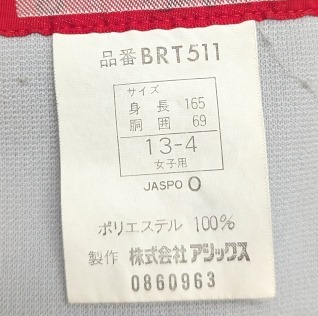 品番BRT511
サイズ
身長 165
胴囲 69
13-4
女子用
JASPO O
ポリエステル 100%
製作 株式会社アシックス
0860963